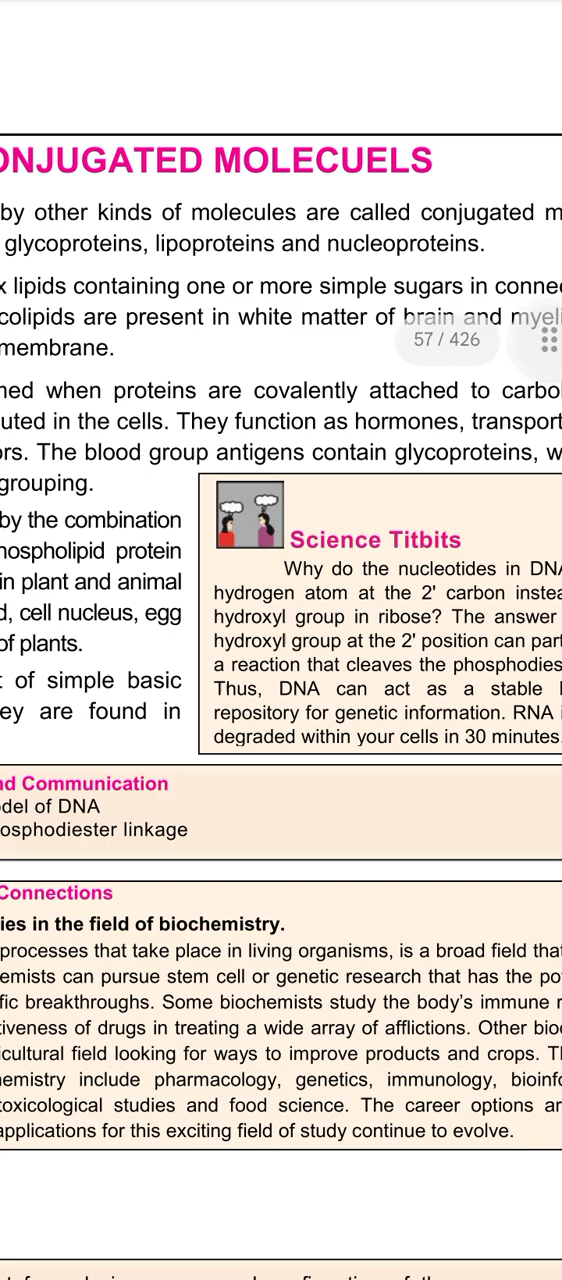 ONJUGATED MOLECUELS
by other kinds of molecules are called conjugated m
glycoproteins, lipoproteins and nucleoproteins.
x lipids containing one or more simple sugars in connec
colipids are present in white matter of brain and myeli
57 / 426
membrane.
med when proteins are covalently attached to carbo
uted in the cells. They function as hormones, transport
ors. The blood group antigens contain glycoproteins, w
grouping.
by the combination
hospholipid protein
in plant and animal
d, cell nucleus, egg
of plants.
t of simple basic
ey are found in
Science Titbits
Why do the nucleotides in DNA
hydrogen atom at the 2' carbon instea
hydroxyl group in ribose? The answer
hydroxyl group at the 2' position can part
a reaction that cleaves the phosphodies
Thus, DNA can act as a stable
repository for genetic information. RNA i
degraded within your cells in 30 minutes.
nd Communication
odel of DNA
osphodiester linkage
Connections
ies in the field of biochemistry.
processes that take place in living organisms, is a broad field that
emists can pursue stem cell or genetic research that has the po
fic breakthroughs. Some biochemists study the body's immune r
tiveness of drugs in treating a wide array of afflictions. Other bio
icultural field looking for ways to improve products and crops. T
hemistry include pharmacology, genetics, immunology, bioinfo
toxicological studies and food science. The career options ar
applications for this exciting field of study continue to evolve.